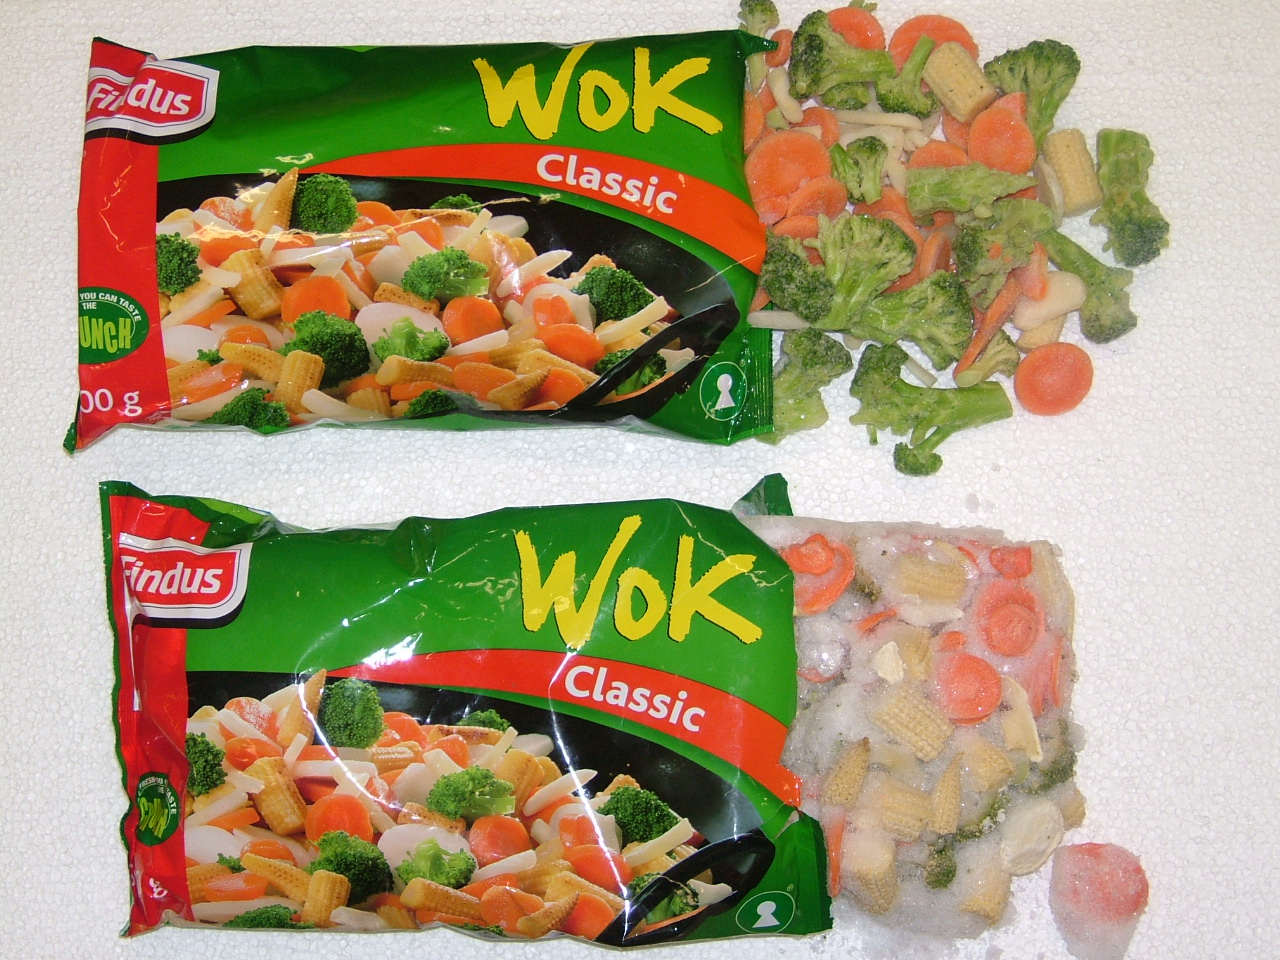 Findus
WOK
Classic
YOU CAN TASTE
THE
UNCH
00 g
Findus
WOK
Classic